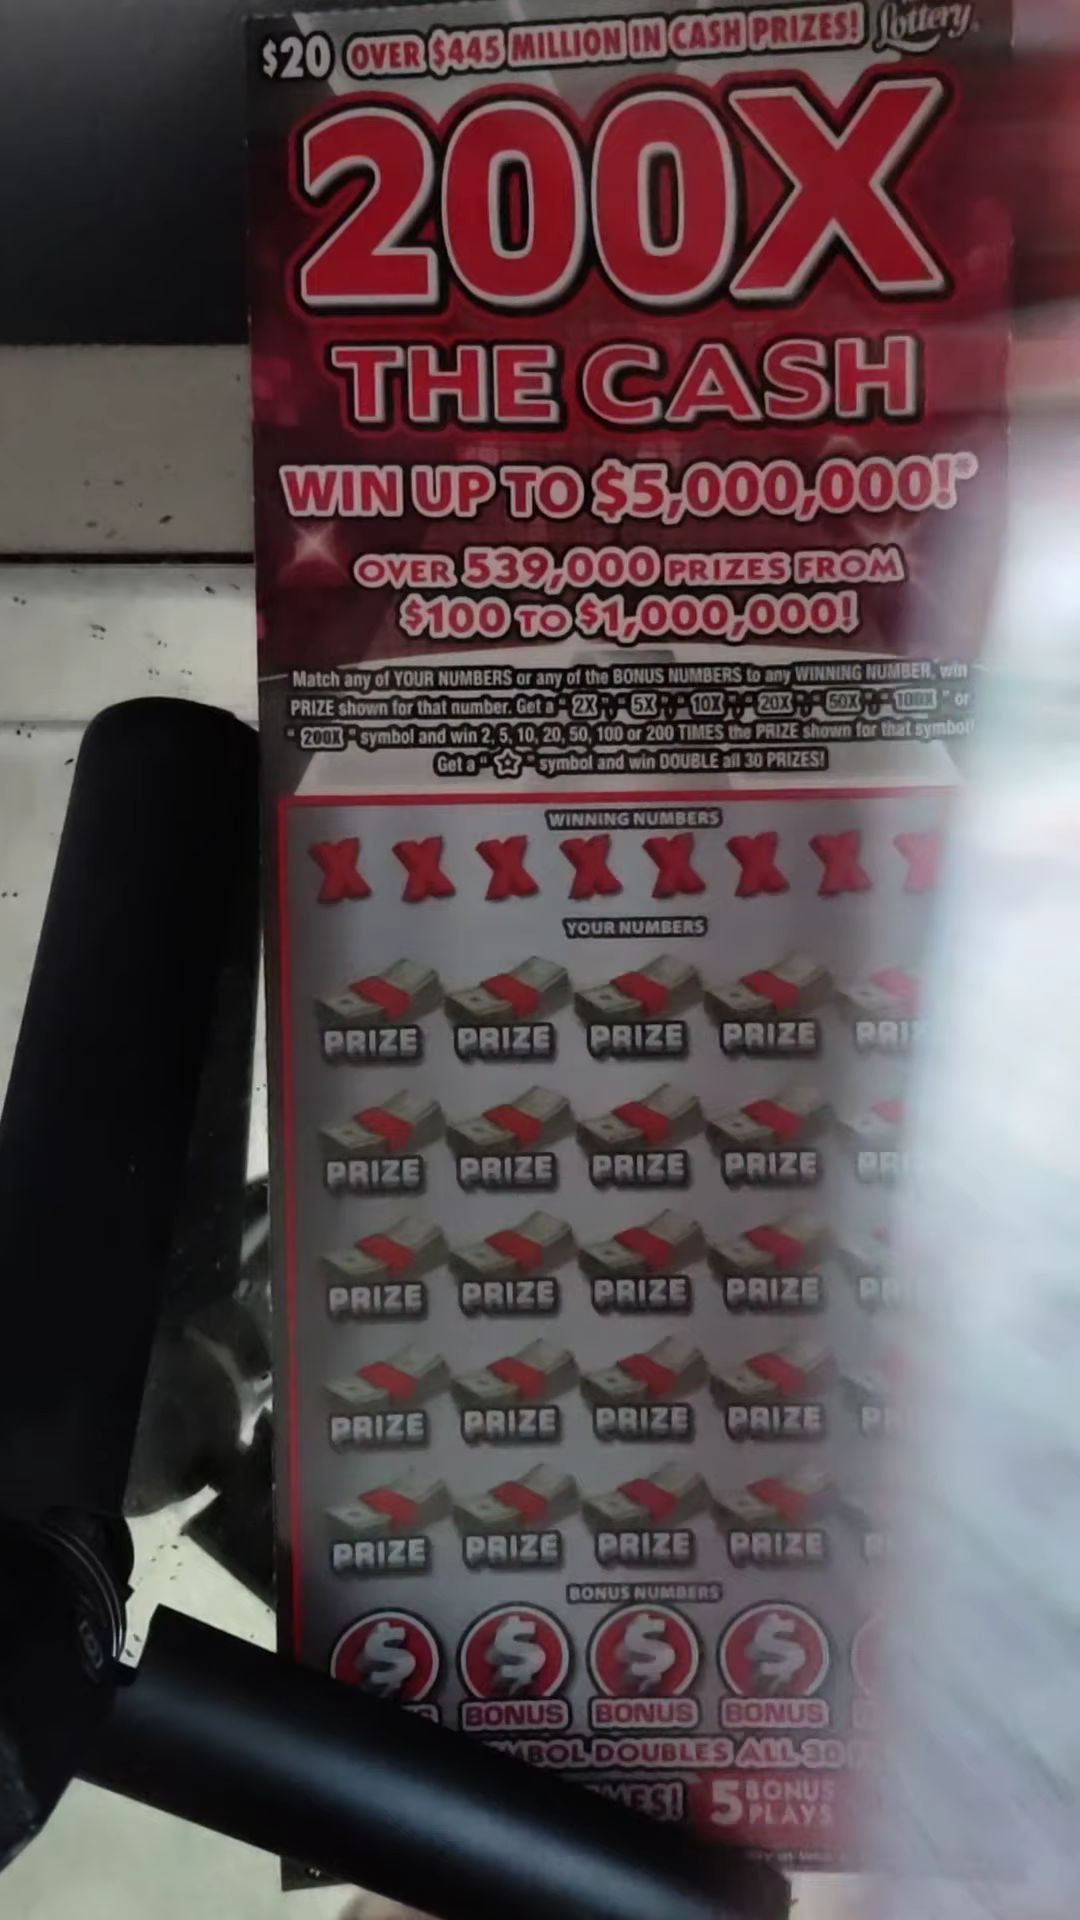 $20 OVER $445 MILLION IN CASH PRIZES! Lottery
200X
THE CASH
WIN UP TO $5,000,000!*
OVER 539,000 PRIZES FROM
$100 TO $1,000,000!
Match any of YOUR NUMBERS or any of the BONUS NUMBERS to any WINNING NUMBER, win
PRIZE shown for that number. Get a "2X", "5X", "10X", "20X", "50X", "100X" or
"200X" symbol and win 2, 5, 10, 20, 50, 100 or 200 TIMES the PRIZE shown for that symbol!
Get a "☆" symbol and win DOUBLE all 30 PRIZES!
WINNING NUMBERS
X X X X X X X X
YOUR NUMBERS
PRIZE PRIZE PRIZE PRIZE
PRIZE PRIZE PRIZE PRIZE
PRIZE PRIZE PRIZE PRIZE
PRIZE PRIZE PRIZE PRIZE
PRIZE PRIZE PRIZE PRIZE
BONUS NUMBERS
$ $ $ $
BONUS BONUS BONUS
DOUBLES ALL 30
5 BONUS
PLAYS